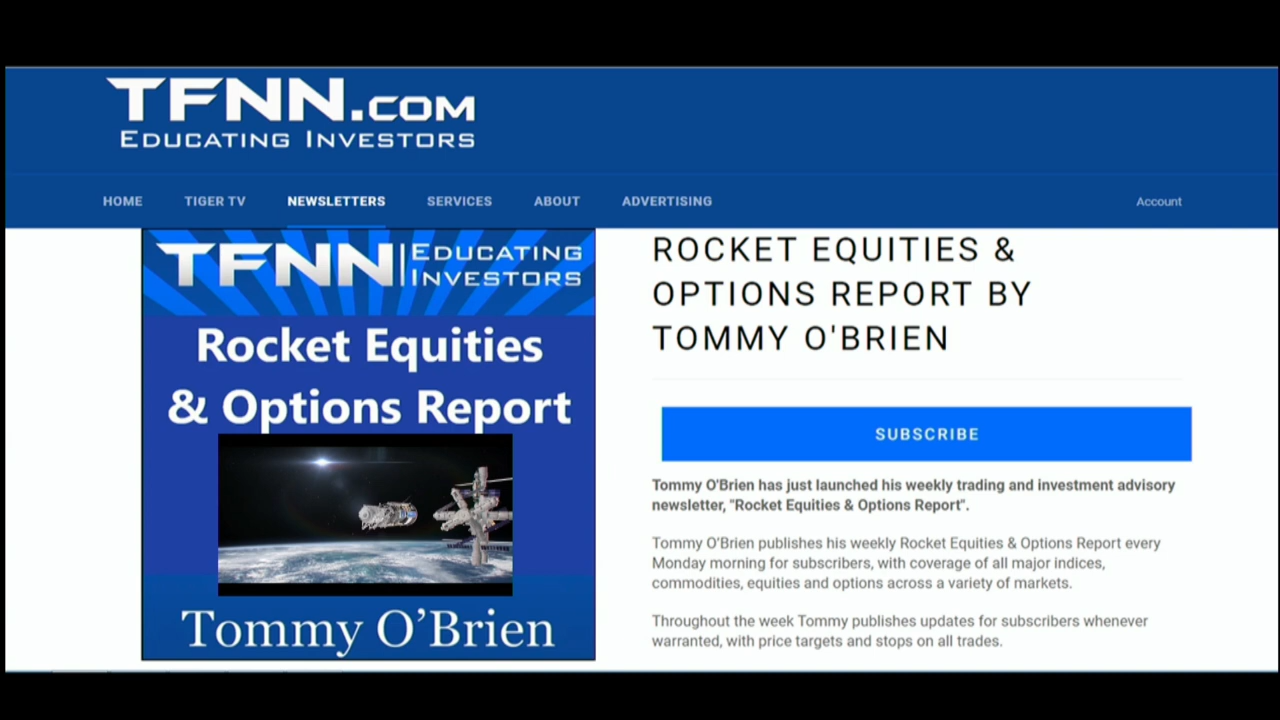 TFNN.COM
EDUCATING INVESTORS
HOME TIGER TV NEWSLETTERS SERVICES ABOUT ADVERTISING Account
TFNN | EDUCATING
INVESTORS
Rocket Equities
& Options Report
Tommy O’Brien
ROCKET EQUITIES &
OPTIONS REPORT BY
TOMMY O'BRIEN
SUBSCRIBE
Tommy O'Brien has just launched his weekly trading and investment advisory
newsletter, "Rocket Equities & Options Report".
Tommy O'Brien publishes his weekly Rocket Equities & Options Report every
Monday morning for subscribers, with coverage of all major indices,
commodities, equities and options across a variety of markets.
Throughout the week Tommy publishes updates for subscribers whenever
warranted, with price targets and stops on all trades.